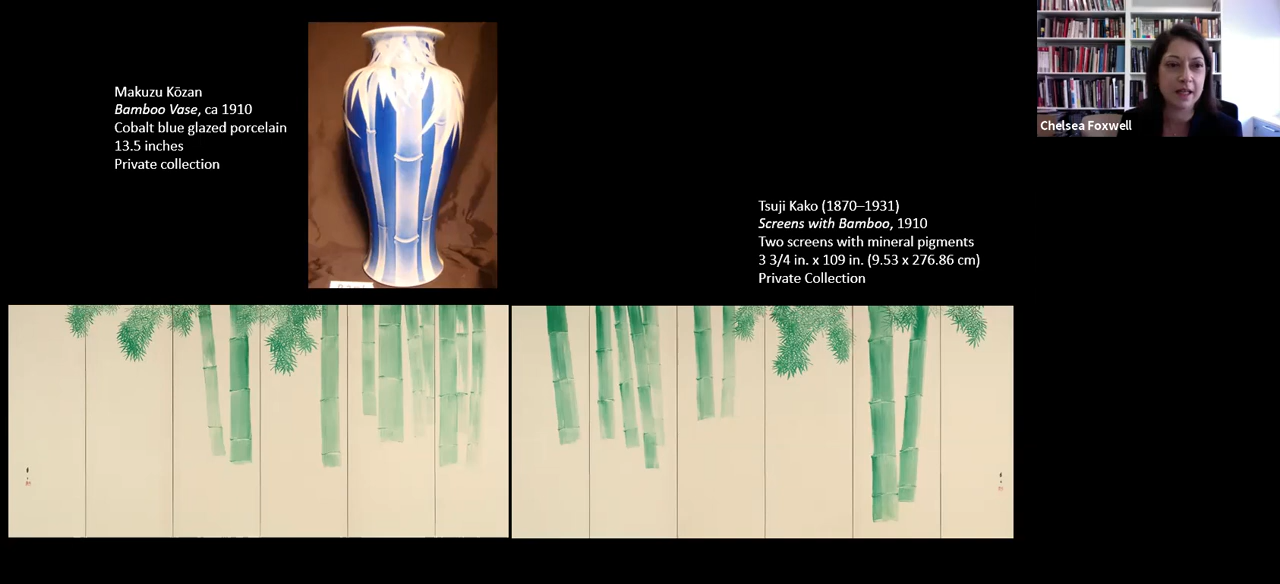 Makuzu Kōzan
Bamboo Vase, ca 1910
Cobalt blue glazed porcelain
13.5 inches
Private collection
Chelsea Foxwell
Tsuji Kako (1870–1931)
Screens with Bamboo, 1910
Two screens with mineral pigments
3 3/4 in. x 109 in. (9.53 x 276.86 cm)
Private Collection